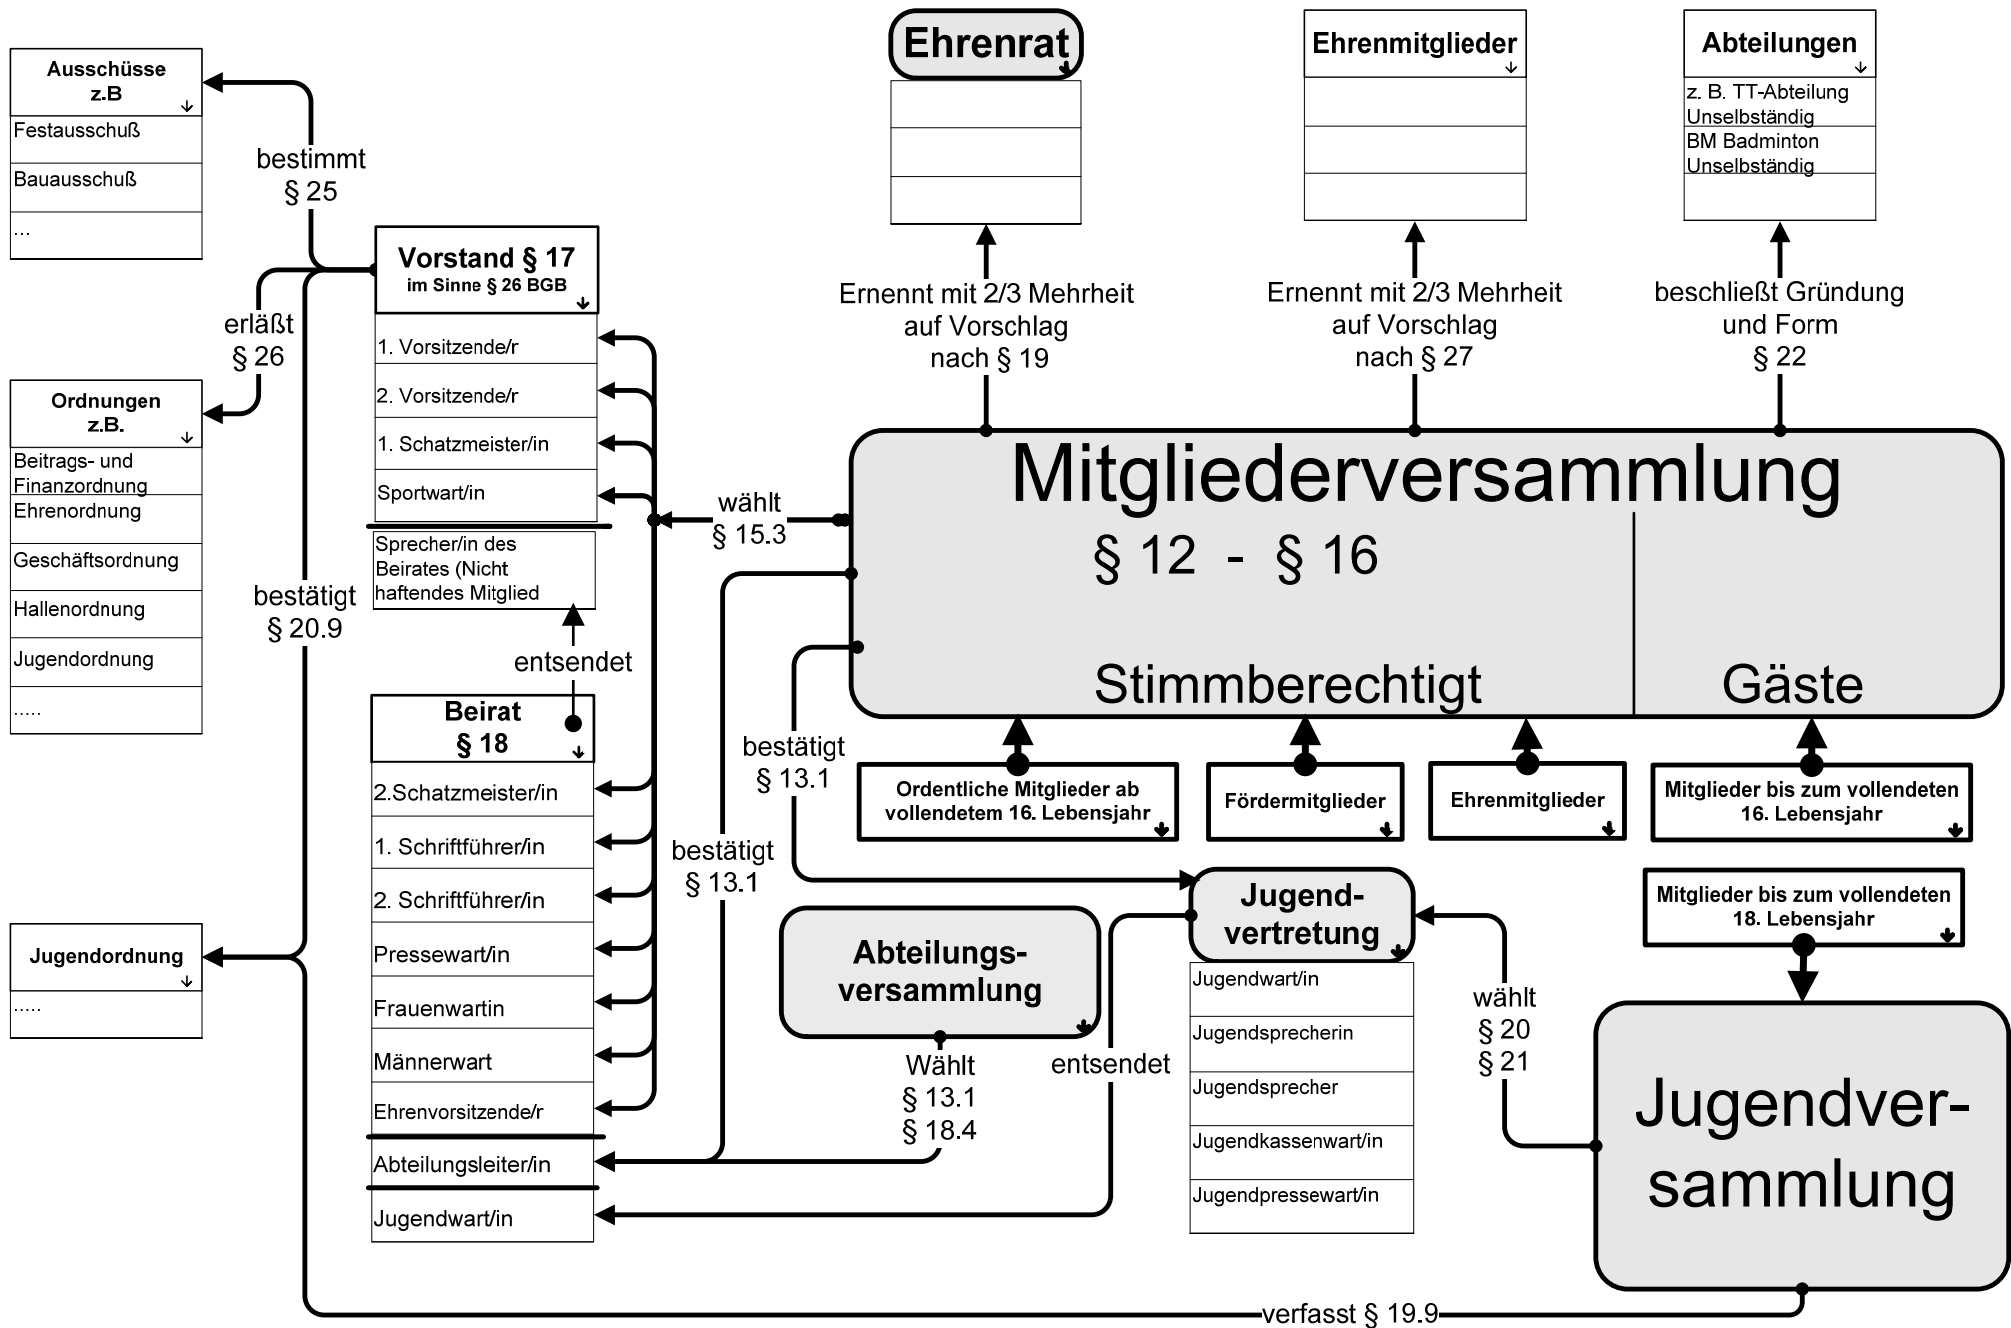 Ehrenrat
Ehrenmitglieder
Abteilungen
z. B. TT-Abteilung
Unselbständig
BM Badminton
Unselbständig
Ausschüsse
z.B
Festausschuß
Bauausschuß
...
bestimmt
§ 25
Vorstand § 17
im Sinne § 26 BGB
1. Vorsitzende/r
2. Vorsitzende/r
1. Schatzmeister/in
Sportwart/in
Sprecher/in des
Beirates (Nicht
haftendes Mitglied
erläßt
§ 26
Ordnungen
z.B.
Beitrags- und
Finanzordnung
Ehrenordnung
Geschäftsordnung
Hallenordnung
Jugendordnung
.....
bestätigt
§ 20.9
entsendet
Ernennt mit 2/3 Mehrheit
auf Vorschlag
nach § 19
Ernennt mit 2/3 Mehrheit
auf Vorschlag
nach § 27
beschließt Gründung
und Form
§ 22
wählt
§ 15.3
Mitgliederversammlung
§ 12 - § 16
Stimmberechtigt
Gäste
Beirat
§ 18
2.Schatzmeister/in
1. Schriftführer/in
2. Schriftführer/in
Pressewart/in
Frauenwartin
Männerwart
Ehrenvorsitzende/r
Abteilungsleiter/in
Jugendwart/in
bestätigt
§ 13.1
bestätigt
§ 13.1
Ordentliche Mitglieder ab
vollendetem 16. Lebensjahr
Fördermitglieder
Ehrenmitglieder
Mitglieder bis zum vollendeten
16. Lebensjahr
Mitglieder bis zum vollendeten
18. Lebensjahr
Jugendordnung
.....
Abteilungs-
versammlung
Wählt
§ 13.1
§ 18.4
entsendet
Jugend-
vertretung
Jugendwart/in
Jugendsprecherin
Jugendsprecher
Jugendkassenwart/in
Jugendpressewart/in
wählt
§ 20
§ 21
Jugendver-
sammlung
verfasst § 19.9